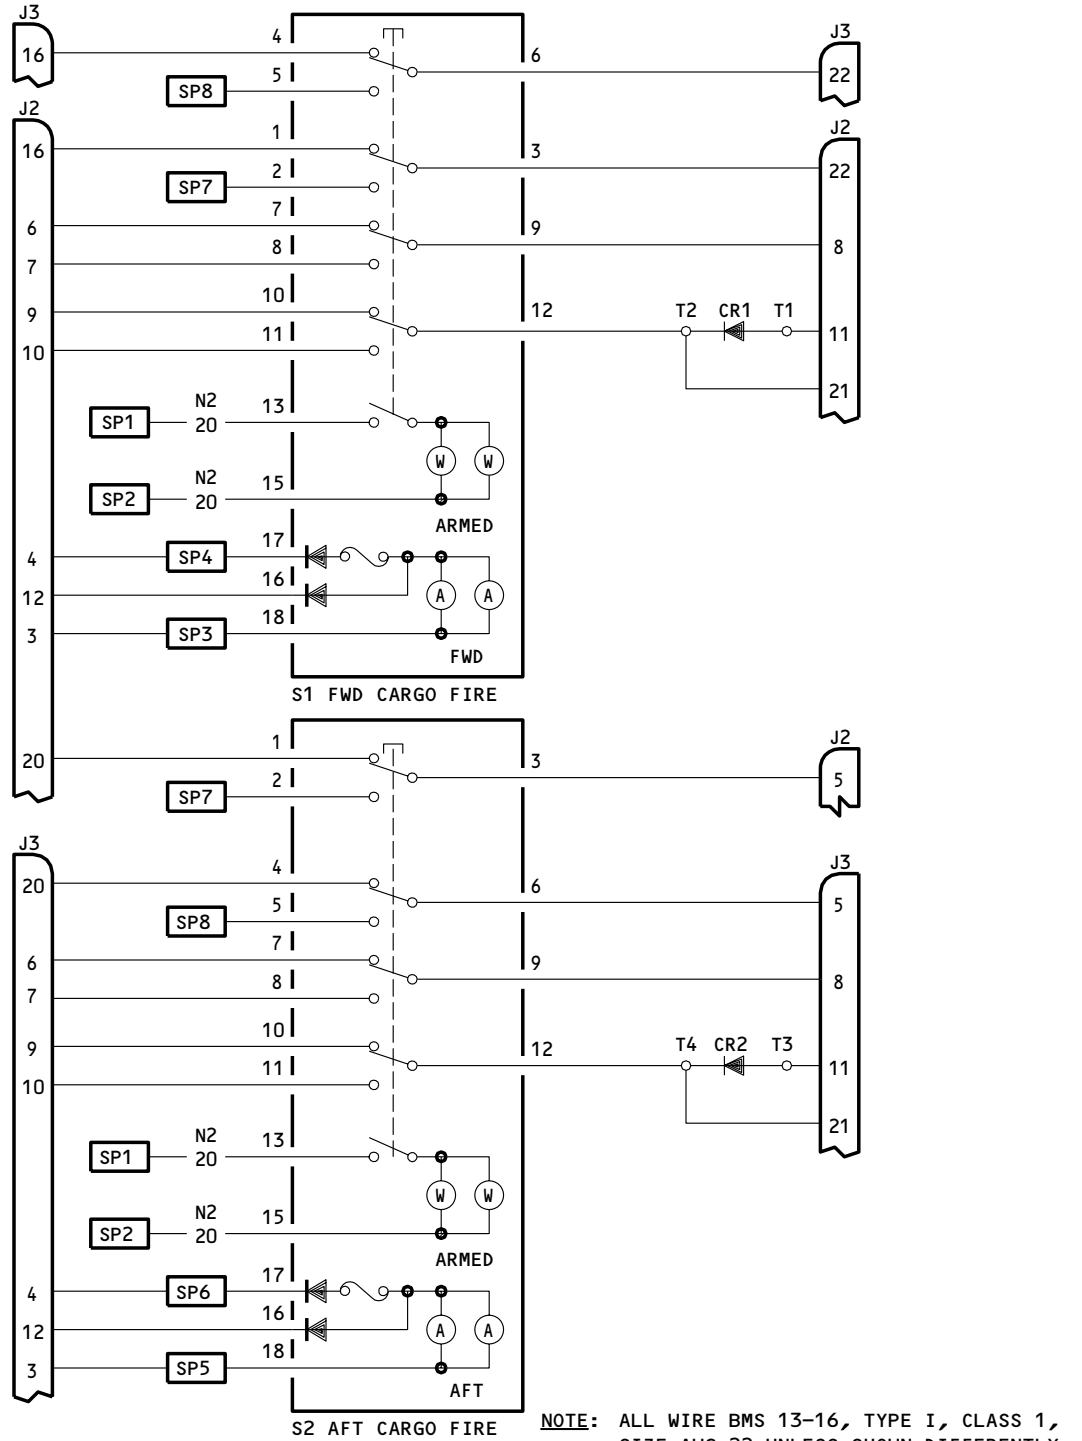 J3
4
16
6
J3
22
5
SP8
J2
1
16
3
J2
22
2
SP7
7
6
9
8
8
7
10
9
12
T2 CR1 T1
11
11
10
21
N2
13
SP1
20
W W
N2
15
SP2
20
ARMED
17
4
SP4
16
12
A A
18
3
SP3
FWD
S1 FWD CARGO FIRE
1
20
3
J2
5
2
SP7
J3
4
20
6
J3
5
5
SP8
7
6
9
8
8
7
10
9
12
T4 CR2 T3
11
11
10
21
N2
13
SP1
20
W W
N2
15
SP2
20
ARMED
17
4
SP6
16
12
A A
18
3
SP5
AFT
S2 AFT CARGO FIRE
NOTE: ALL WIRE BMS 13-16, TYPE I, CLASS 1,